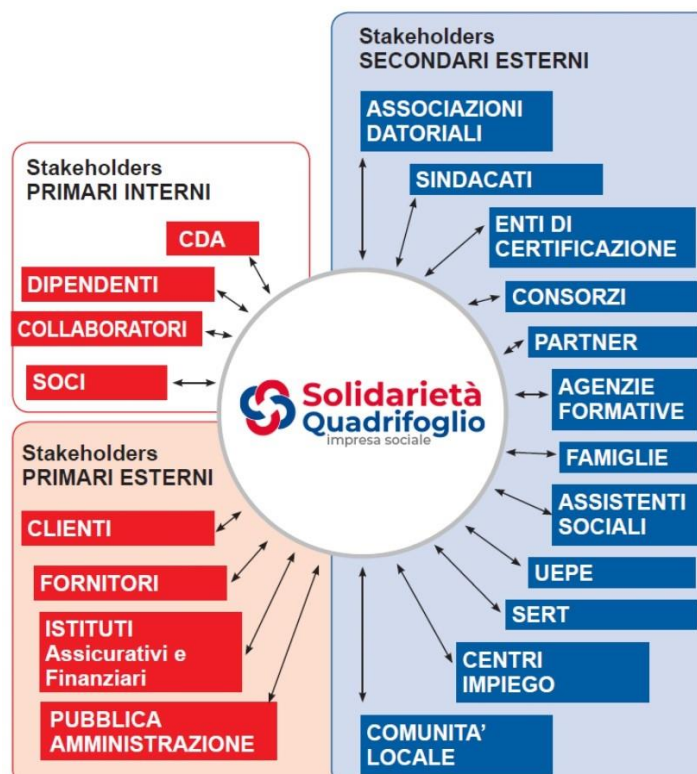 Stakeholders
SECONDARI ESTERNI
ASSOCIAZIONI
DATORIALI
SINDACATI
ENTI DI
CERTIFICAZIONE
CONSORZI
PARTNER
AGENZIE
FORMATIVE
FAMIGLIE
ASSISTENTI
SOCIALI
UEPE
SERT
CENTRI
IMPIEGO
COMUNITA’
LOCALE
Stakeholders
PRIMARI INTERNI
CDA
DIPENDENTI
COLLABORATORI
SOCI
Solidarietà
Quadrifoglio
impresa sociale
Stakeholders
PRIMARI ESTERNI
CLIENTI
FORNITORI
ISTITUTI
Assicurativi e
Finanziari
PUBBLICA
AMMINISTRAZIONE